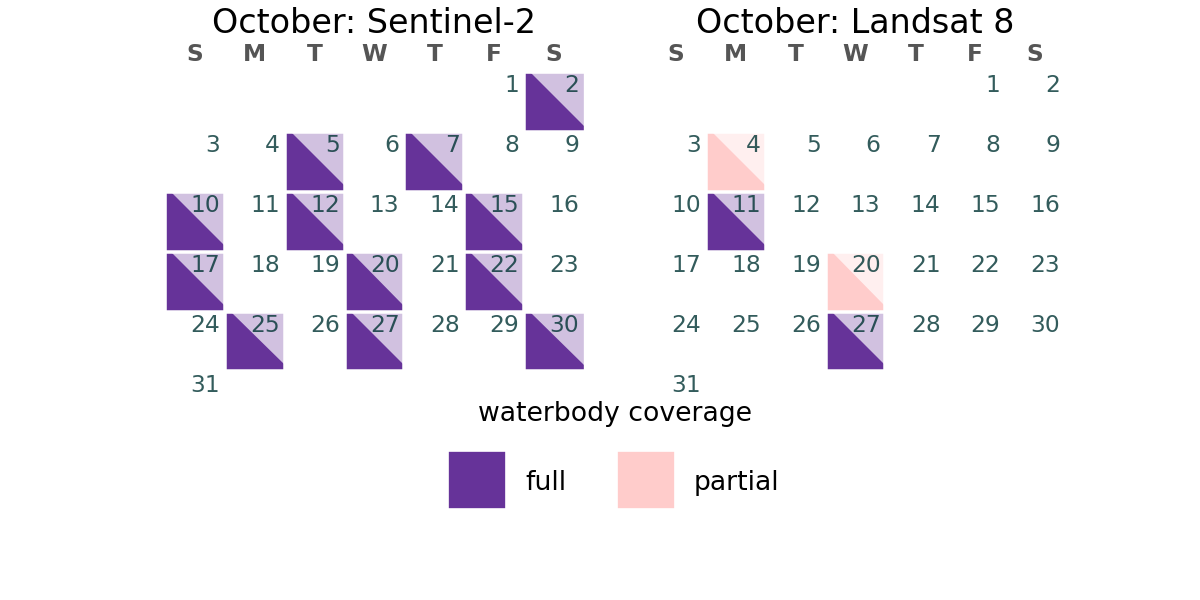 October: Sentinel-2
S M T W T F S
1 2
3 4 5 6 7 8 9
10 11 12 13 14 15 16
17 18 19 20 21 22 23
24 25 26 27 28 29 30
31
October: Landsat 8
S M T W T F S
1 2
3 4 5 6 7 8 9
10 11 12 13 14 15 16
17 18 19 20 21 22 23
24 25 26 27 28 29 30
31
waterbody coverage
full
partial